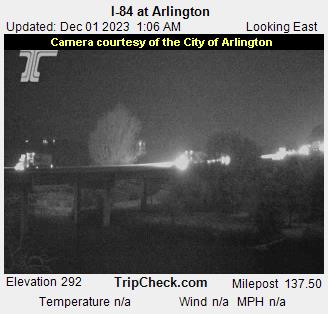 I-84 at Arlington
Updated: Dec 01 2023 1:06 AM Looking East
Camera courtesy of the City of Arlington
Elevation 292 TripCheck.com Milepost 137.50
Temperature n/a Wind n/a MPH n/a